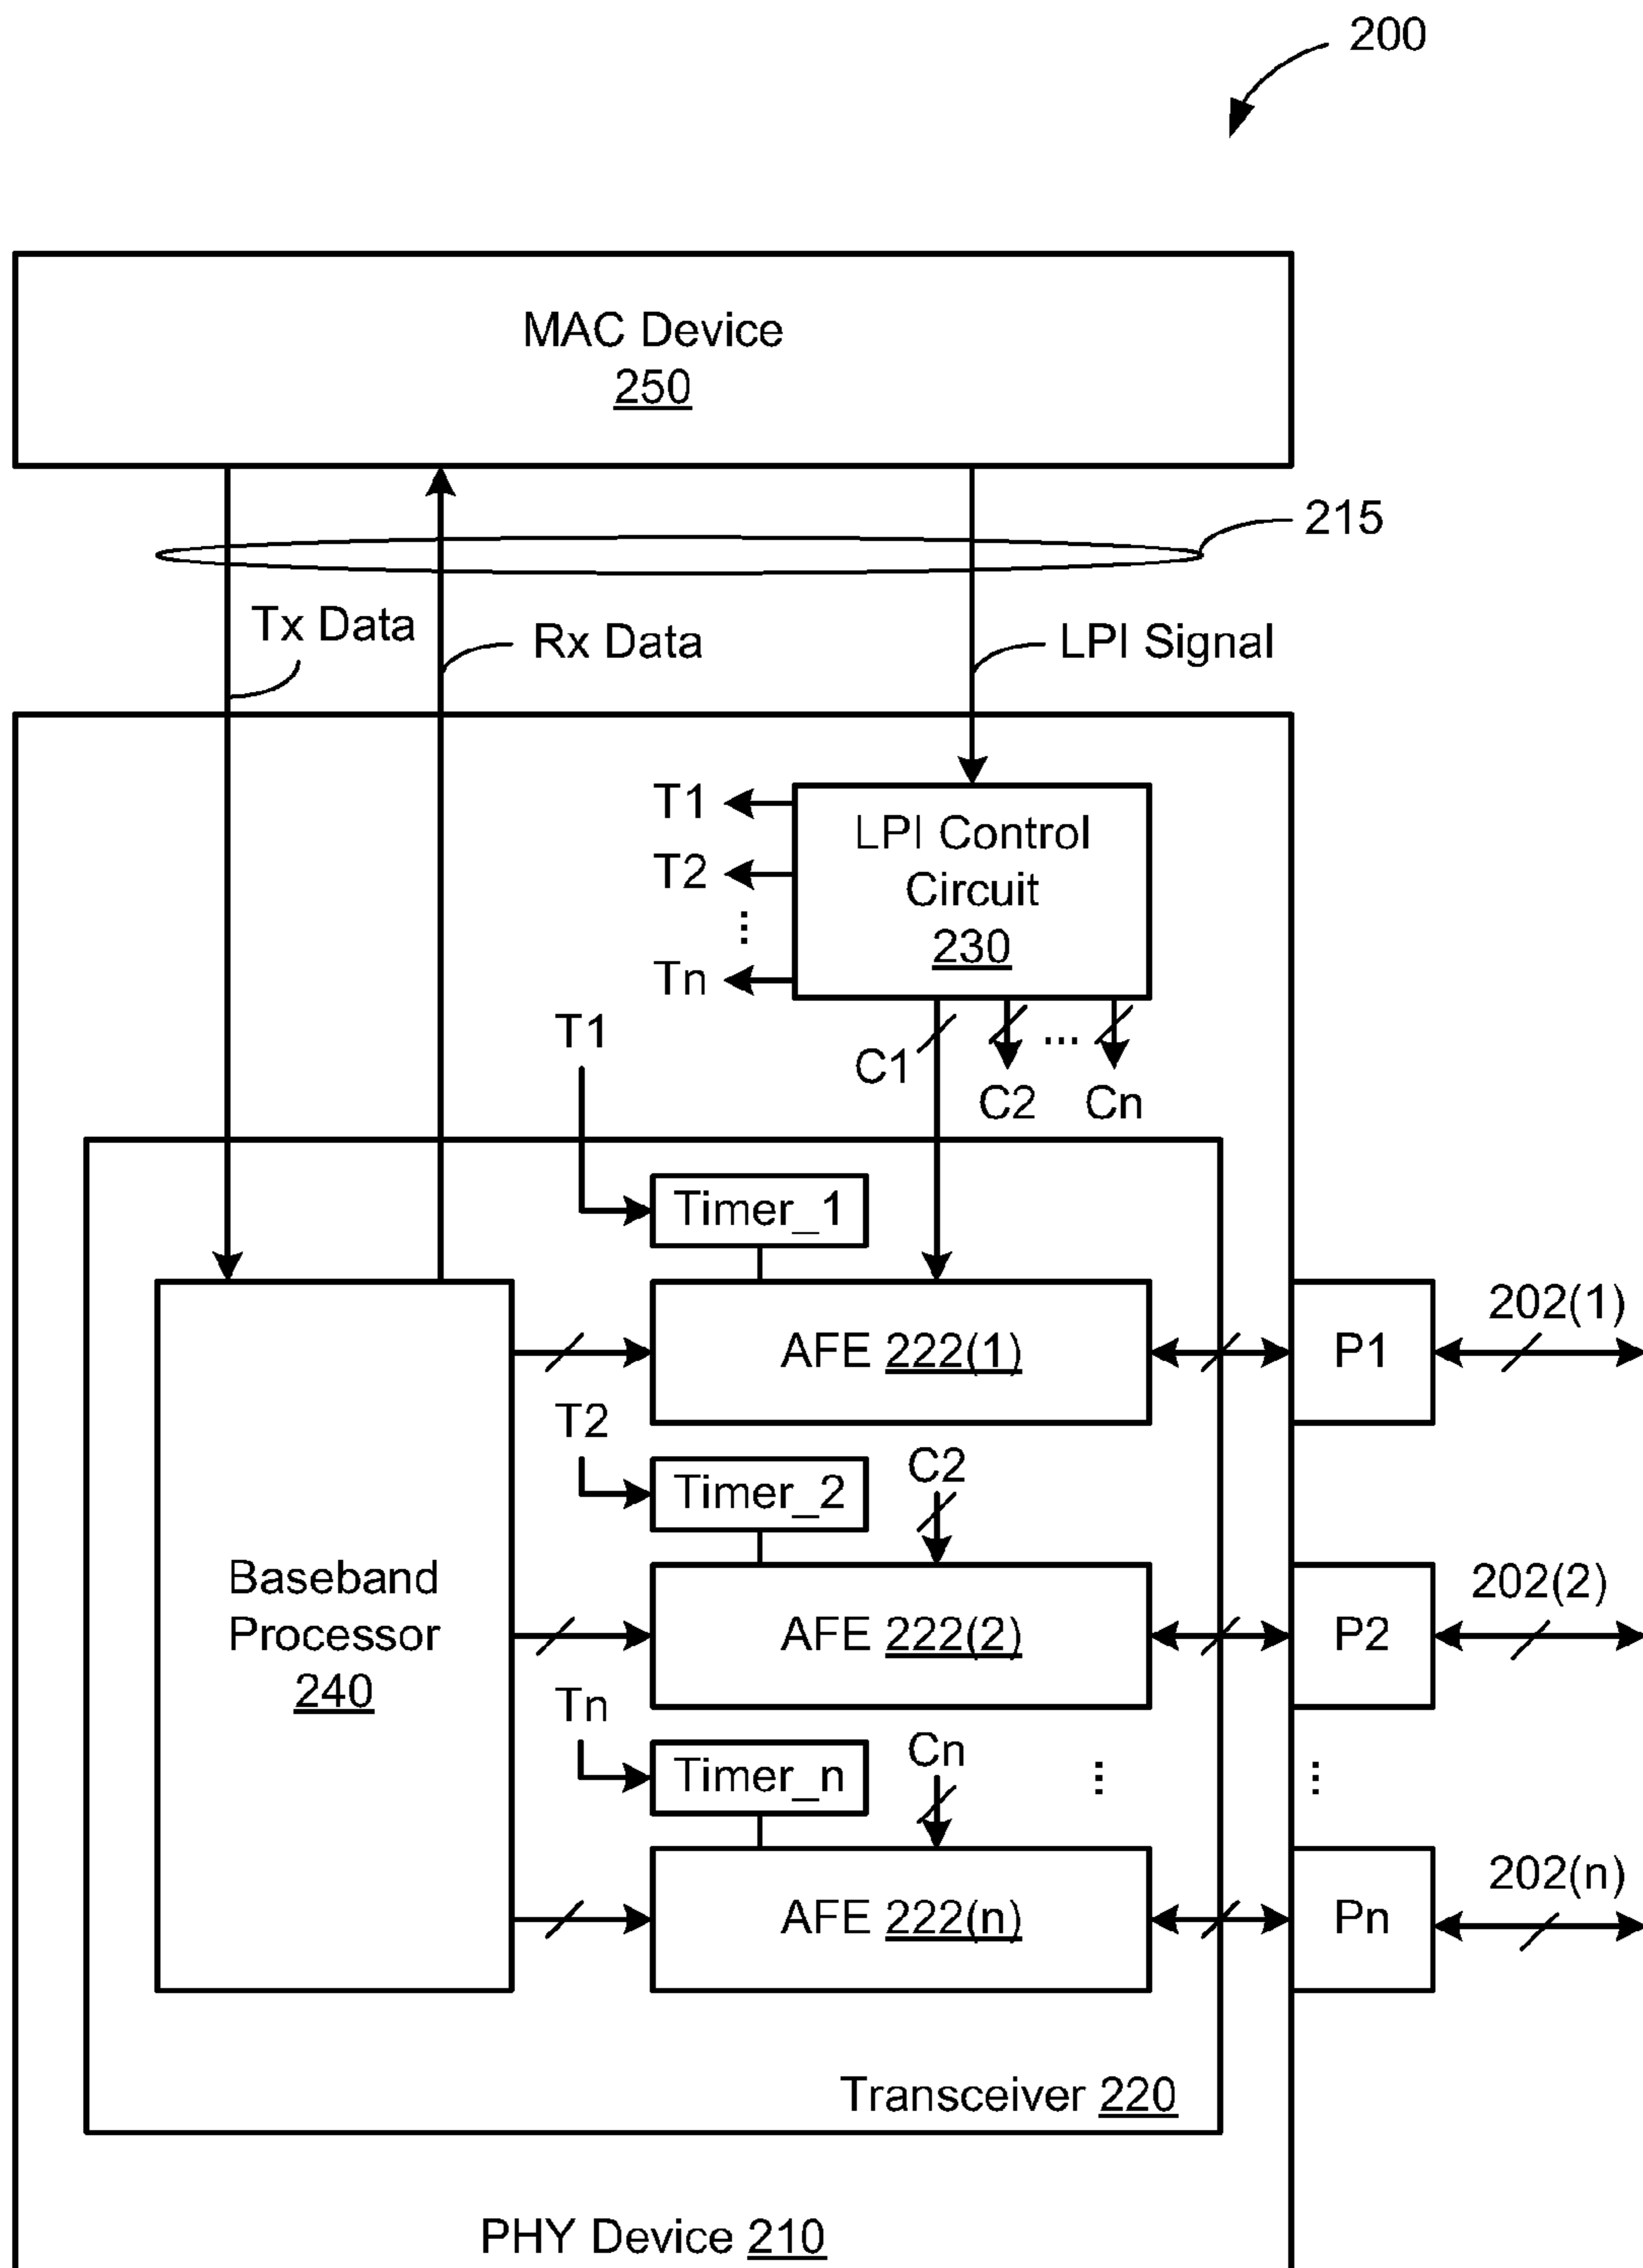 200
MAC Device
250
215
Tx Data
Rx Data
LPI Signal
T1
T2
...
Tn
LPI Control
Circuit
230
T1
C1
...
C2
Cn
Timer_1
202(1)
AFE 222(1)
P1
T2
C2
Timer_2
Baseband
Processor
240
202(2)
AFE 222(2)
P2
Tn
Cn
Timer_n
...
...
202(n)
AFE 222(n)
Pn
Transceiver 220
PHY Device 210